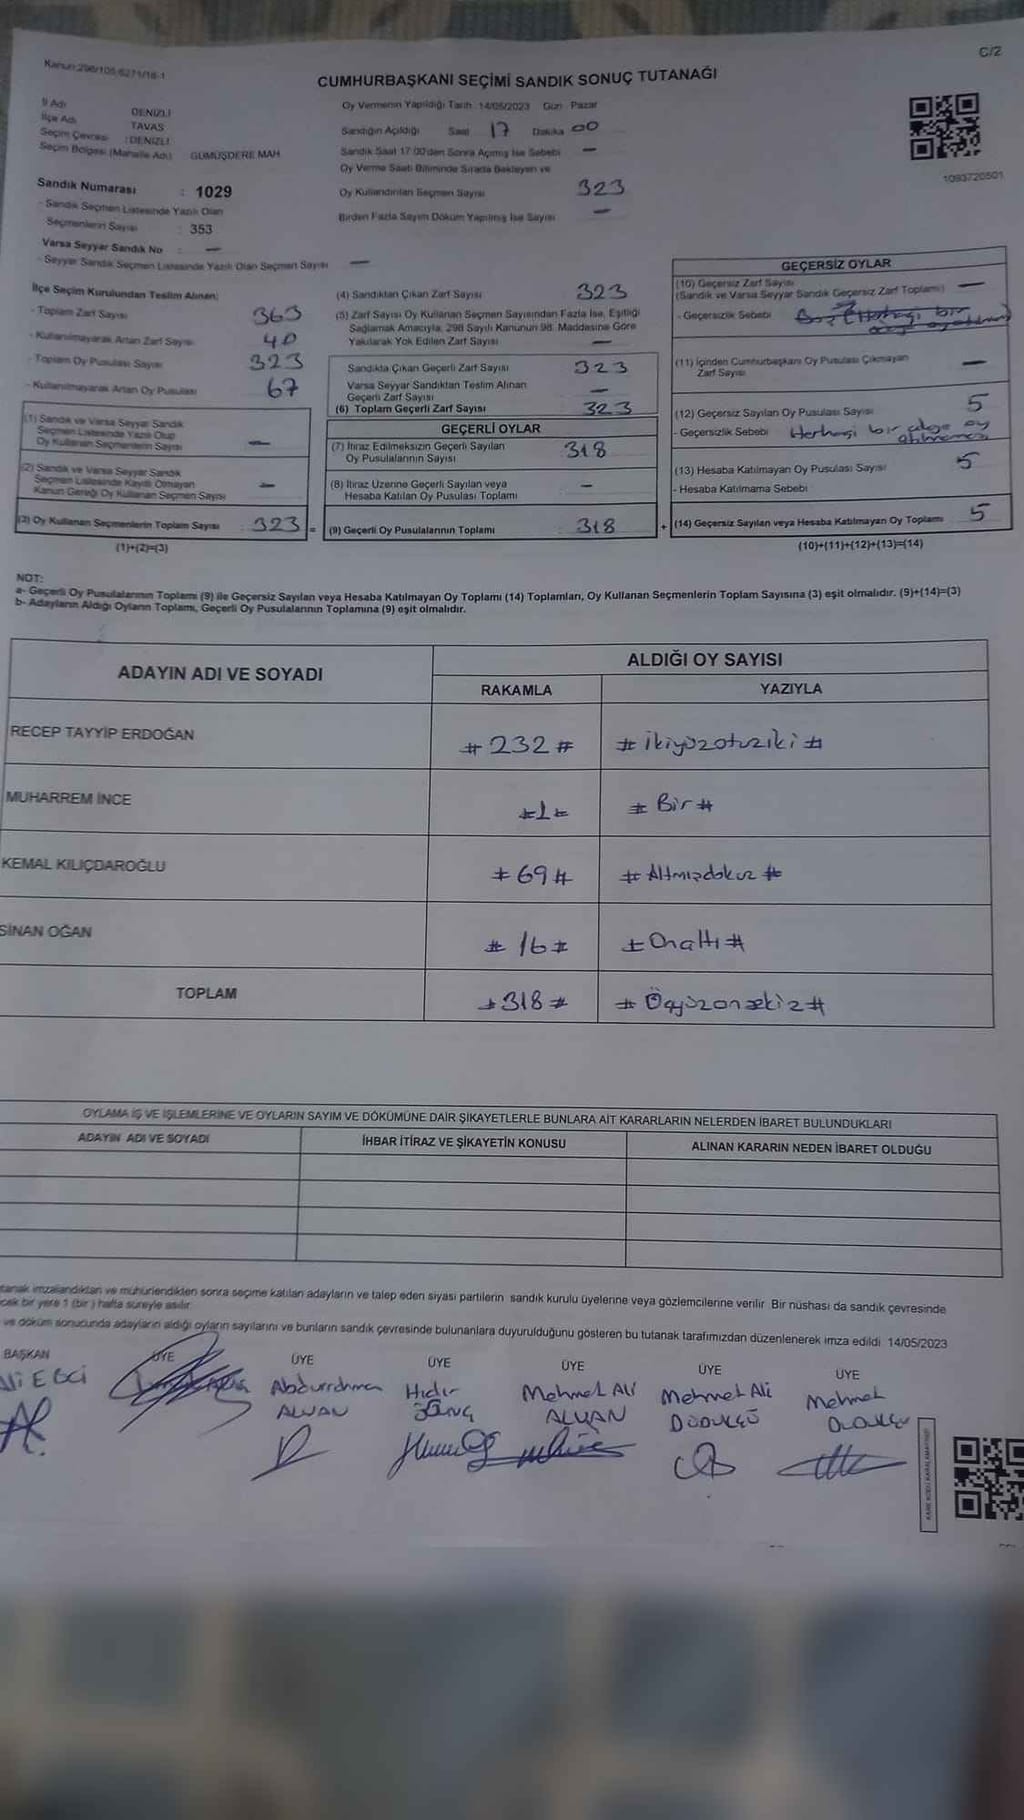 Kanun:298/105.6271/18-1
C/2
CUMHURBAŞKANI SEÇİMİ SANDIK SONUÇ TUTANAĞI
İl Adı DENİZLİ
İlçe Adı TAVAS
Seçim Çevresi : DENİZLİ
Seçim Bölgesi (Mahalle Adı) GÜMÜŞDERE MAH
Sandık Numarası : 1029
- Sandık Seçmen Listesinde Yazılı Olan
Seçmenlerin Sayısı : 353
Varsa Seyyar Sandık No : —
- Seyyar Sandık Seçmen Listesinde Yazılı Olan Seçmen Sayısı —
Oy Vermenin Yapıldığı Tarih 14/05/2023 Gün Pazar
Sandığın Açıldığı Saat 17 Dakika 00
Sandık Saat 17:00'den Sonra Açılmış İse Sebebi —
Oy Verme Saati Bitiminde Sırada Bekleyen ve
Oy Kullandırılan Seçmen Sayısı 323
Birden Fazla Sayım Döküm Yapılmış İse Sayısı —
1093720501
İlçe Seçim Kurulundan Teslim Alınan:
- Toplam Zarf Sayısı 363
- Kullanılmayarak Artan Zarf Sayısı 40
- Toplam Oy Pusulası Sayısı 323
- Kullanılmayarak Artan Oy Pusulası 67
(1) Sandık ve Varsa Seyyar Sandık
Seçmen Listesinde Yazılı Olup
Oy Kullanan Seçmenlerin Sayısı —
(2) Sandık ve Varsa Seyyar Sandık
Seçmen Listesinde Kayıtlı Olmayan
Kanun Gereği Oy Kullanan Seçmen Sayısı —
(3) Oy Kullanan Seçmenlerin Toplam Sayısı 323 =
(1)+(2)=(3)
(4) Sandıktan Çıkan Zarf Sayısı 323
(5) Zarf Sayısı Oy Kullanan Seçmen Sayısından Fazla İse, Eşitliği
Sağlamak Amacıyla, 298 Sayılı Kanunun 98. Maddesine Göre
Yakılarak Yok Edilen Zarf Sayısı —
Sandıkta Çıkan Geçerli Zarf Sayısı 323
Varsa Seyyar Sandıktan Teslim Alınan
Geçerli Zarf Sayısı —
(6) Toplam Geçerli Zarf Sayısı 323
GEÇERLİ OYLAR
(7) İtiraz Edilmeksizin Geçerli Sayılan
Oy Pusulalarının Sayısı 318
(8) İtiraz Üzerine Geçerli Sayılan veya
Hesaba Katılan Oy Pusulası Toplamı —
(9) Geçerli Oy Pusulalarının Toplamı 318 +
GEÇERSİZ OYLAR
(10) Geçersiz Zarf Sayısı
(Sandık ve Varsa Seyyar Sandık Geçersiz Zarf Toplamı) —
- Geçersizlik Sebebi
(11) İçinden Cumhurbaşkanı Oy Pusulası Çıkmayan
Zarf Sayısı —
(12) Geçersiz Sayılan Oy Pusulası Sayısı 5
- Geçersizlik Sebebi Herhangi bir adaya oy
atılmaması
(13) Hesaba Katılmayan Oy Pusulası Sayısı 5
- Hesaba Katılmama Sebebi
(14) Geçersiz Sayılan veya Hesaba Katılmayan Oy Toplamı 5
(10)+(11)+(12)+(13)=(14)
NOT:
a- Geçerli Oy Pusulalarının Toplamı (9) ile Geçersiz Sayılan veya Hesaba Katılmayan Oy Toplamı (14) Toplamları, Oy Kullanan Seçmenlerin Toplam Sayısına (3) eşit olmalıdır. (9)+(14)=(3)
b- Adayların Aldığı Oyların Toplamı, Geçerli Oy Pusulalarının Toplamına (9) eşit olmalıdır.
ADAYIN ADI VE SOYADI
ALDIĞI OY SAYISI
RAKAMLA YAZIYLA
RECEP TAYYİP ERDOĞAN # 232 # # ikiyüzotuziki #
MUHARREM İNCE # 1 # # Bir #
KEMAL KILIÇDAROĞLU # 69 # # Altmışdokuz #
SİNAN OĞAN # 16 # # Onaltı #
TOPLAM # 318 # # Üçyüzonsekiz #
OYLAMA İŞ VE İŞLEMLERİNE VE OYLARIN SAYIM VE DÖKÜMÜNE DAİR ŞİKAYETLERLE BUNLARA AİT KARARLARIN NELERDEN İBARET BULUNDUKLARI
ADAYIN ADI VE SOYADI İHBAR İTİRAZ VE ŞİKAYETİN KONUSU ALINAN KARARIN NEDEN İBARET OLDUĞU
tanak imzalandıktan ve mühürlendikten sonra seçime katılan adayların ve talep eden siyasi partilerin sandık kurulu üyelerine veya gözlemcilerine verilir. Bir nüshası da sandık çevresinde
cek bir yere 1 (bir) hafta süreyle asılır.
ve döküm sonucunda adayların aldığı oyların sayılarını ve bunların sandık çevresinde bulunanlara duyurulduğunu gösteren bu tutanak tarafımızdan düzenlenerek imza edildi. 14/05/2023
BAŞKAN ÜYE ÜYE ÜYE ÜYE ÜYE ÜYE
Ali EBCİ Abdurrahman Hıdır Mehmet Ali Mehmet Ali Mehmet
ALVAN ALVAN DÜDÜKÇÜ